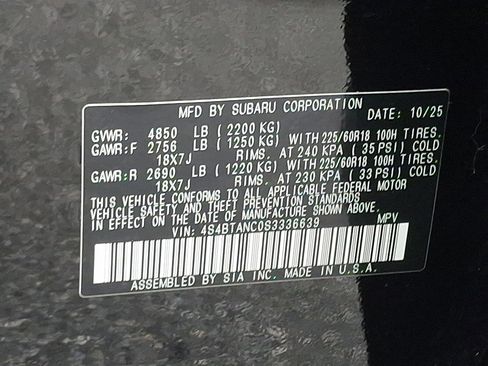 MFD BY SUBARU CORPORATION DATE: 10/25
GVWR: 4850 LB ( 2200 KG)
GAWR:F 2756 LB ( 1250 KG) WITH 225/60R18 100H TIRES.
18X7J RIMS. AT 240 KPA ( 35 PSI) COLD
GAWR:R 2690 LB ( 1220 KG) WITH 225/60R18 100H TIRES.
18X7J RIMS. AT 230 KPA ( 33 PSI) COLD
THIS VEHICLE CONFORMS TO ALL APPLICABLE FEDERAL MOTOR
VEHICLE SAFETY AND THEFT PREVENTION STANDARDS
IN EFFECT ON THE DATE OF MANUFACTURE SHOWN ABOVE.
VIN: 4S4BTANC0S3336639 MPV
ASSEMBLED BY SIA INC. MADE IN U.S.A.